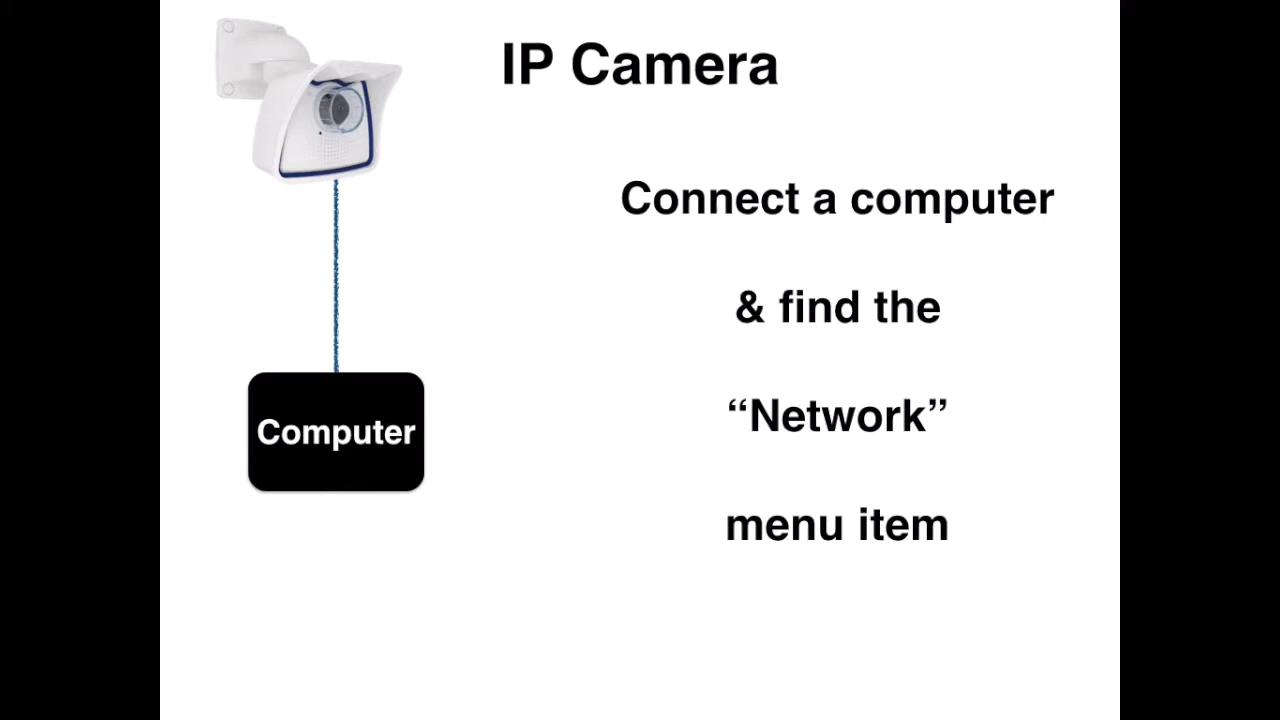 IP Camera
Connect a computer
& find the
“Network”
menu item
Computer